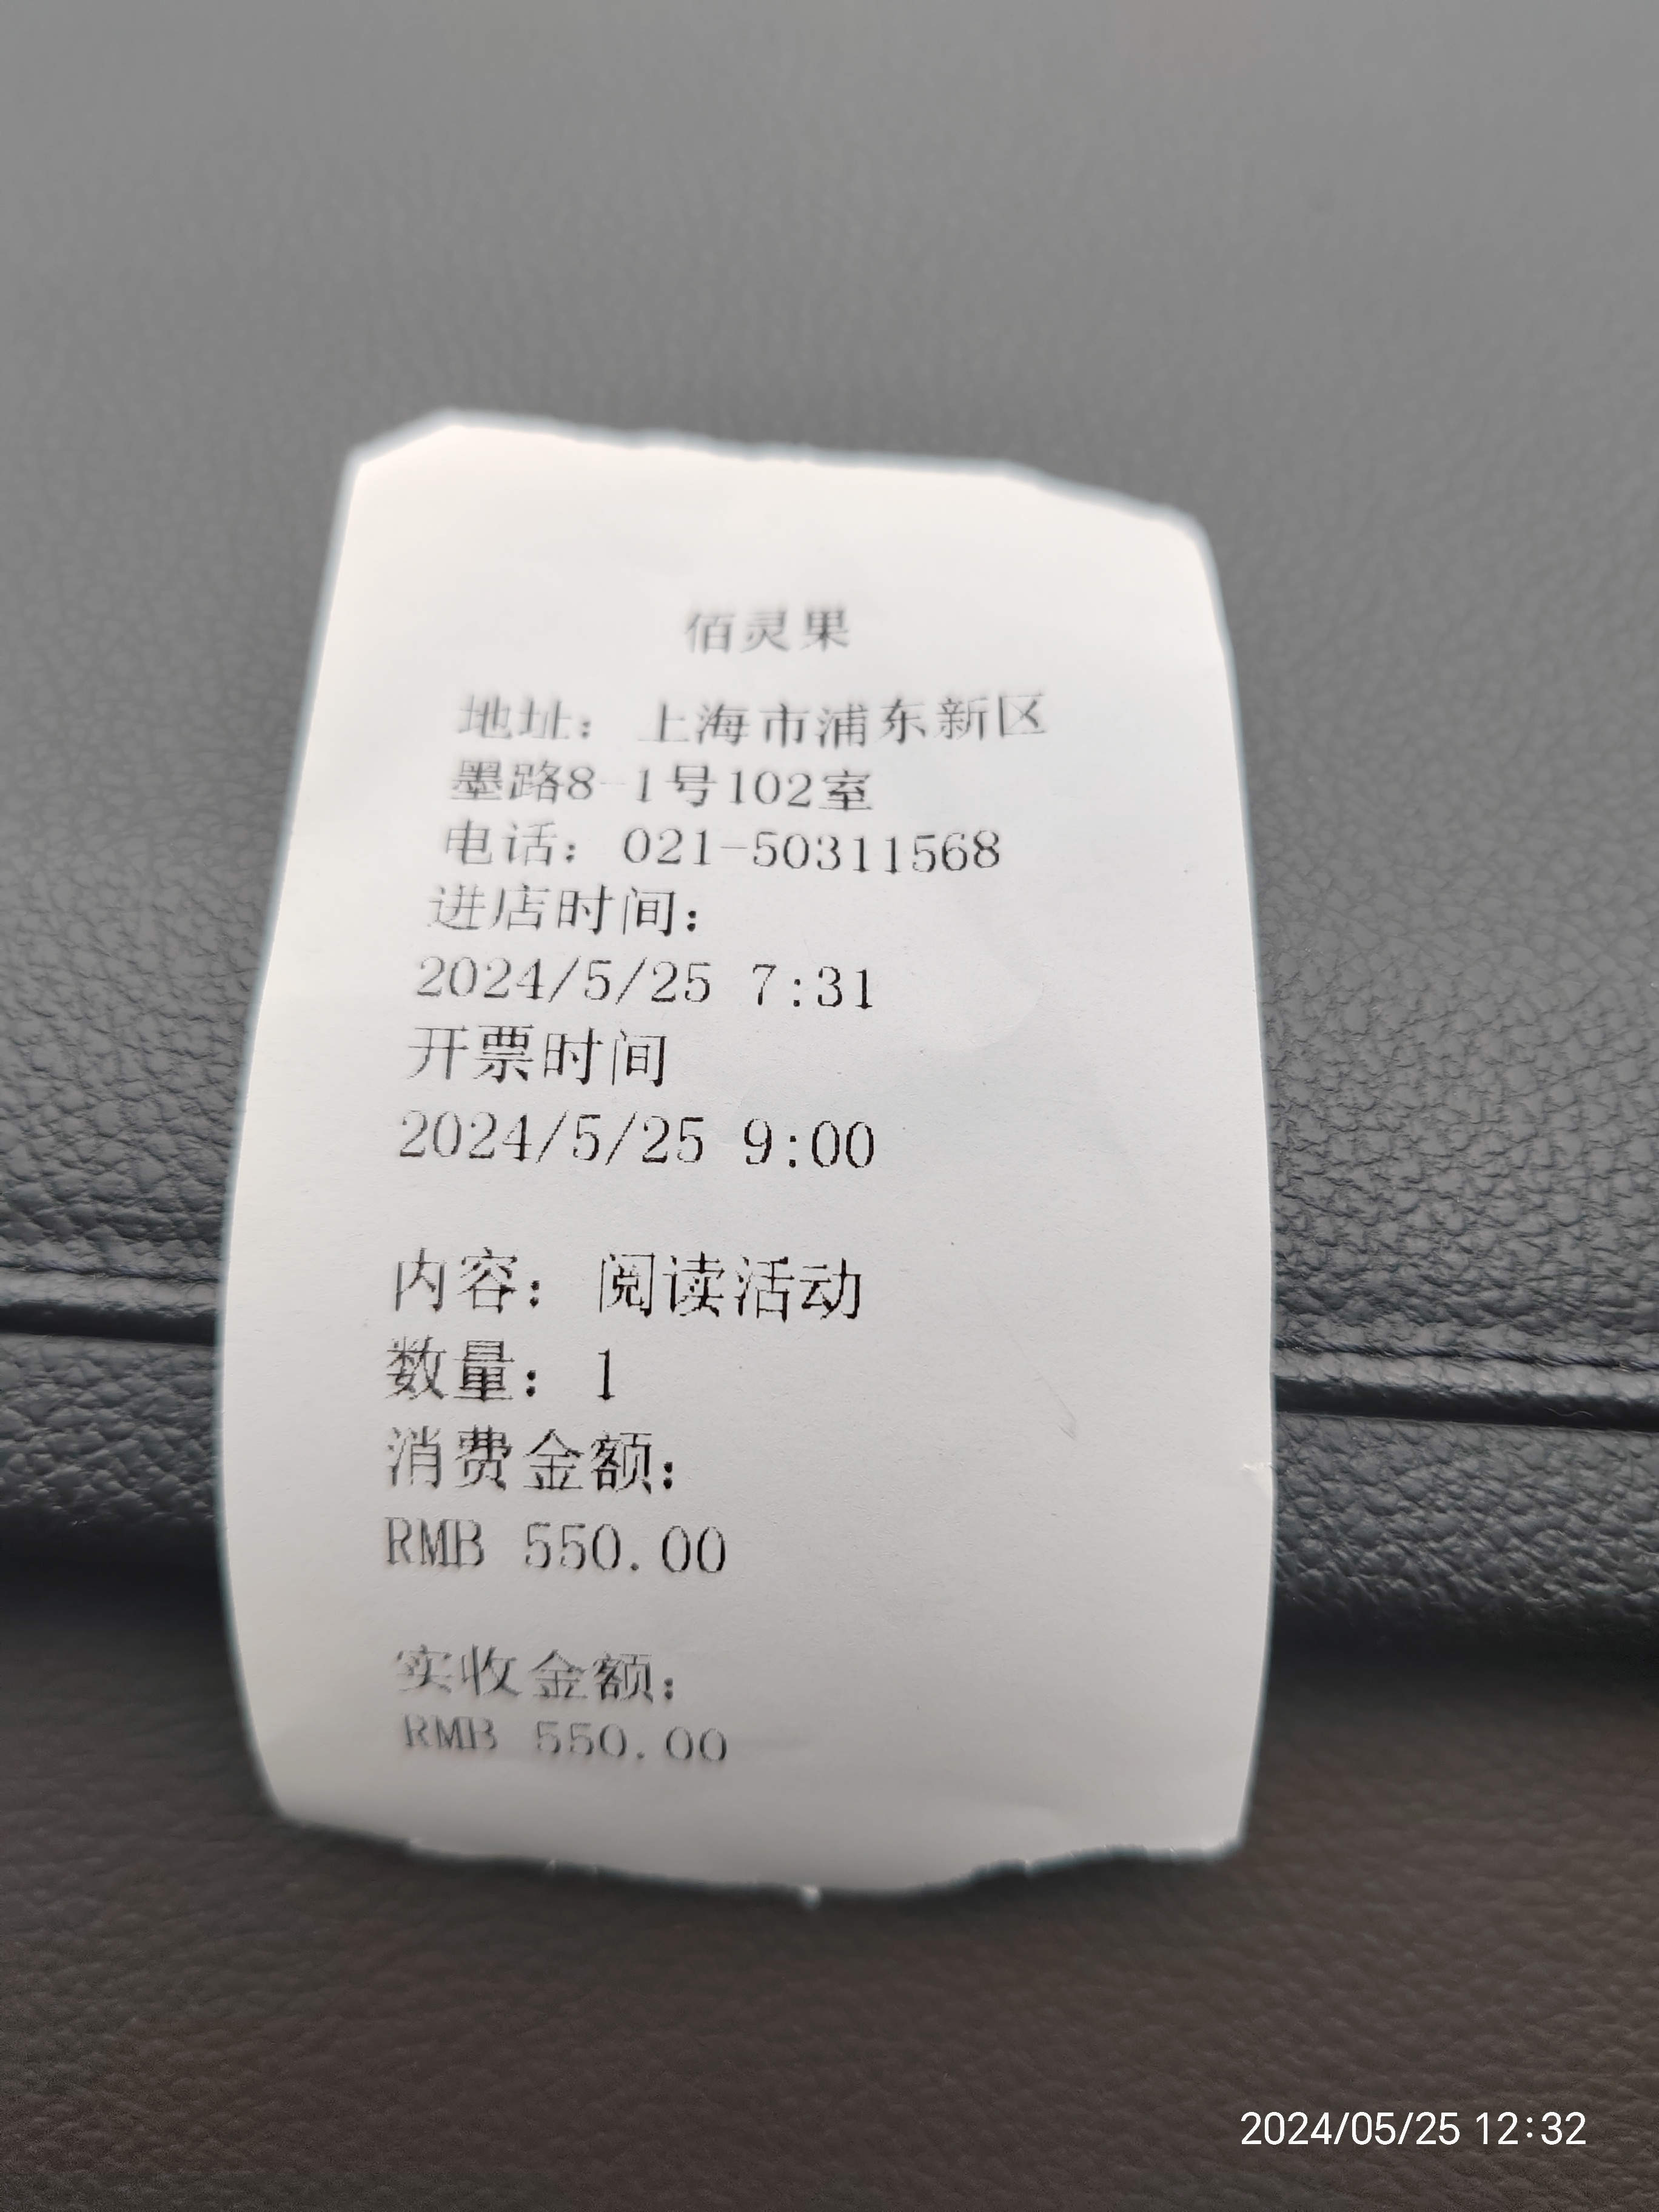 佰灵果
地址：上海市浦东新区
墨路8-1号102室
电话：021-50311568
进店时间：
2024/5/25 7:31
开票时间
2024/5/25 9:00
内容：阅读活动
数量：1
消费金额：
RMB 550.00
实收金额：
RMB 550.00
2024/05/25 12:32